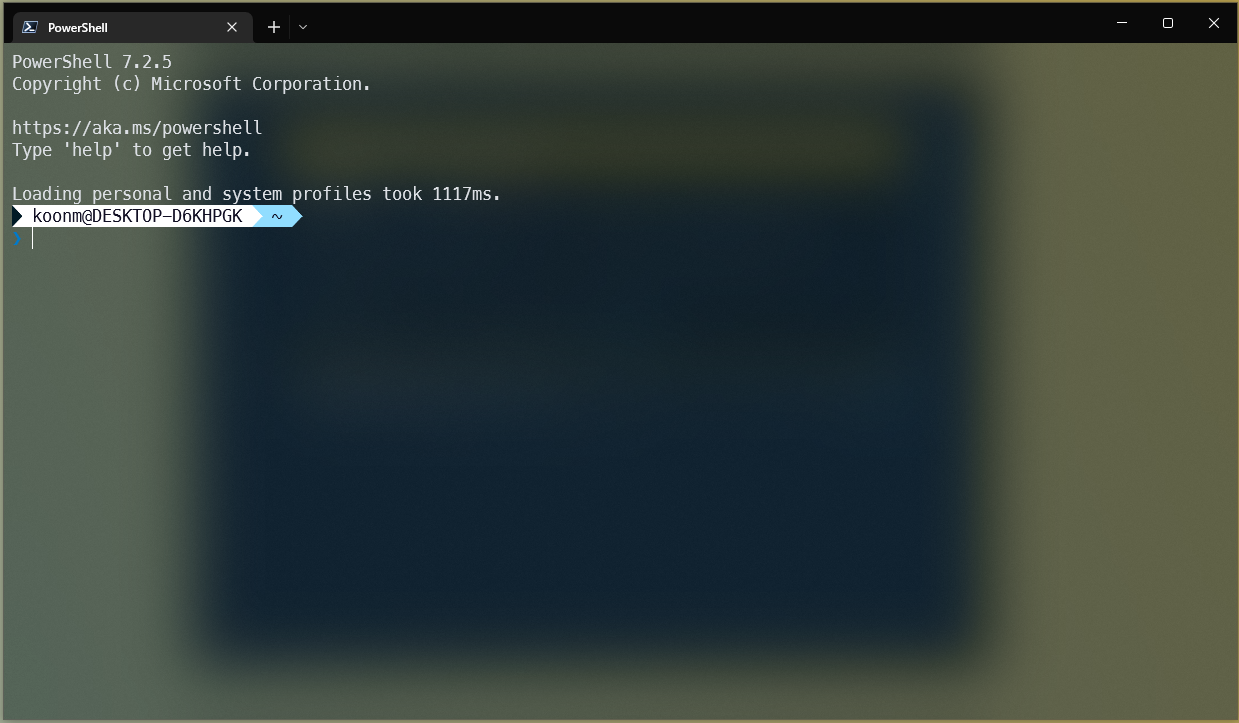 PowerShell
PowerShell 7.2.5
Copyright (c) Microsoft Corporation.
https://aka.ms/powershell
Type 'help' to get help.
Loading personal and system profiles took 1117ms.
koonm@DESKTOP-D6KHPGK ~
❯